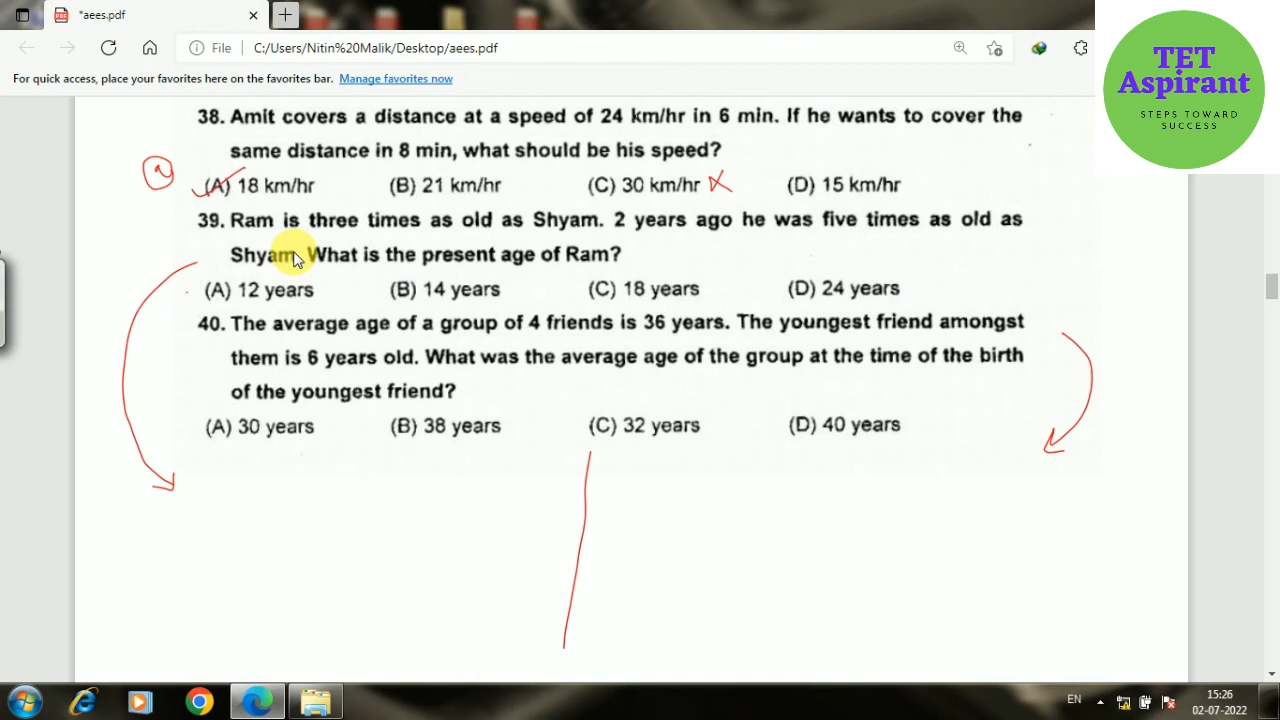 *aees.pdf
File
C:/Users/Nitin%20Malik/Desktop/aees.pdf
For quick access, place your favorites here on the favorites bar. Manage favorites now
TET
Aspirant
STEPS TOWARD
SUCCESS
38. Amit covers a distance at a speed of 24 km/hr in 6 min. If he wants to cover the
same distance in 8 min, what should be his speed?
(A) 18 km/hr (B) 21 km/hr (C) 30 km/hr (D) 15 km/hr
39. Ram is three times as old as Shyam. 2 years ago he was five times as old as
Shyam. What is the present age of Ram?
(A) 12 years (B) 14 years (C) 18 years (D) 24 years
40. The average age of a group of 4 friends is 36 years. The youngest friend amongst
them is 6 years old. What was the average age of the group at the time of the birth
of the youngest friend?
(A) 30 years (B) 38 years (C) 32 years (D) 40 years
EN
15:26
02-07-2022